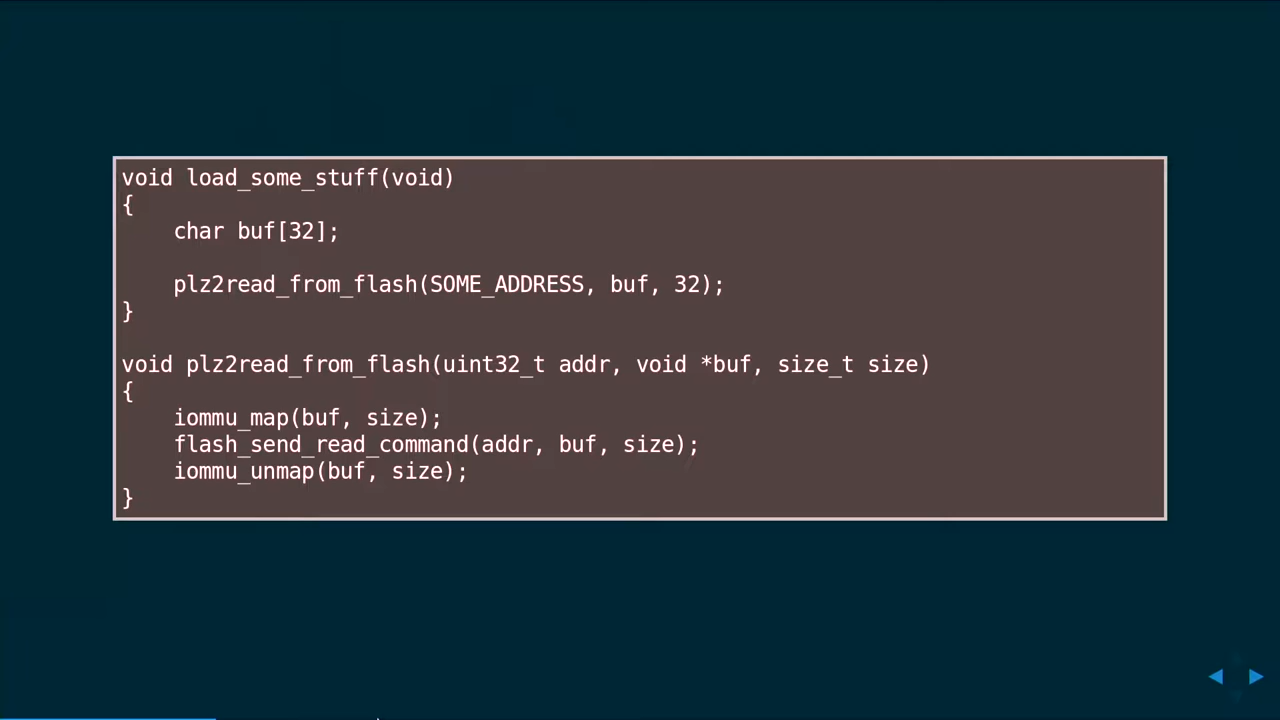 void load_some_stuff(void)
{
    char buf[32];

    plz2read_from_flash(SOME_ADDRESS, buf, 32);
}

void plz2read_from_flash(uint32_t addr, void *buf, size_t size)
{
    iommu_map(buf, size);
    flash_send_read_command(addr, buf, size);
    iommu_unmap(buf, size);
}